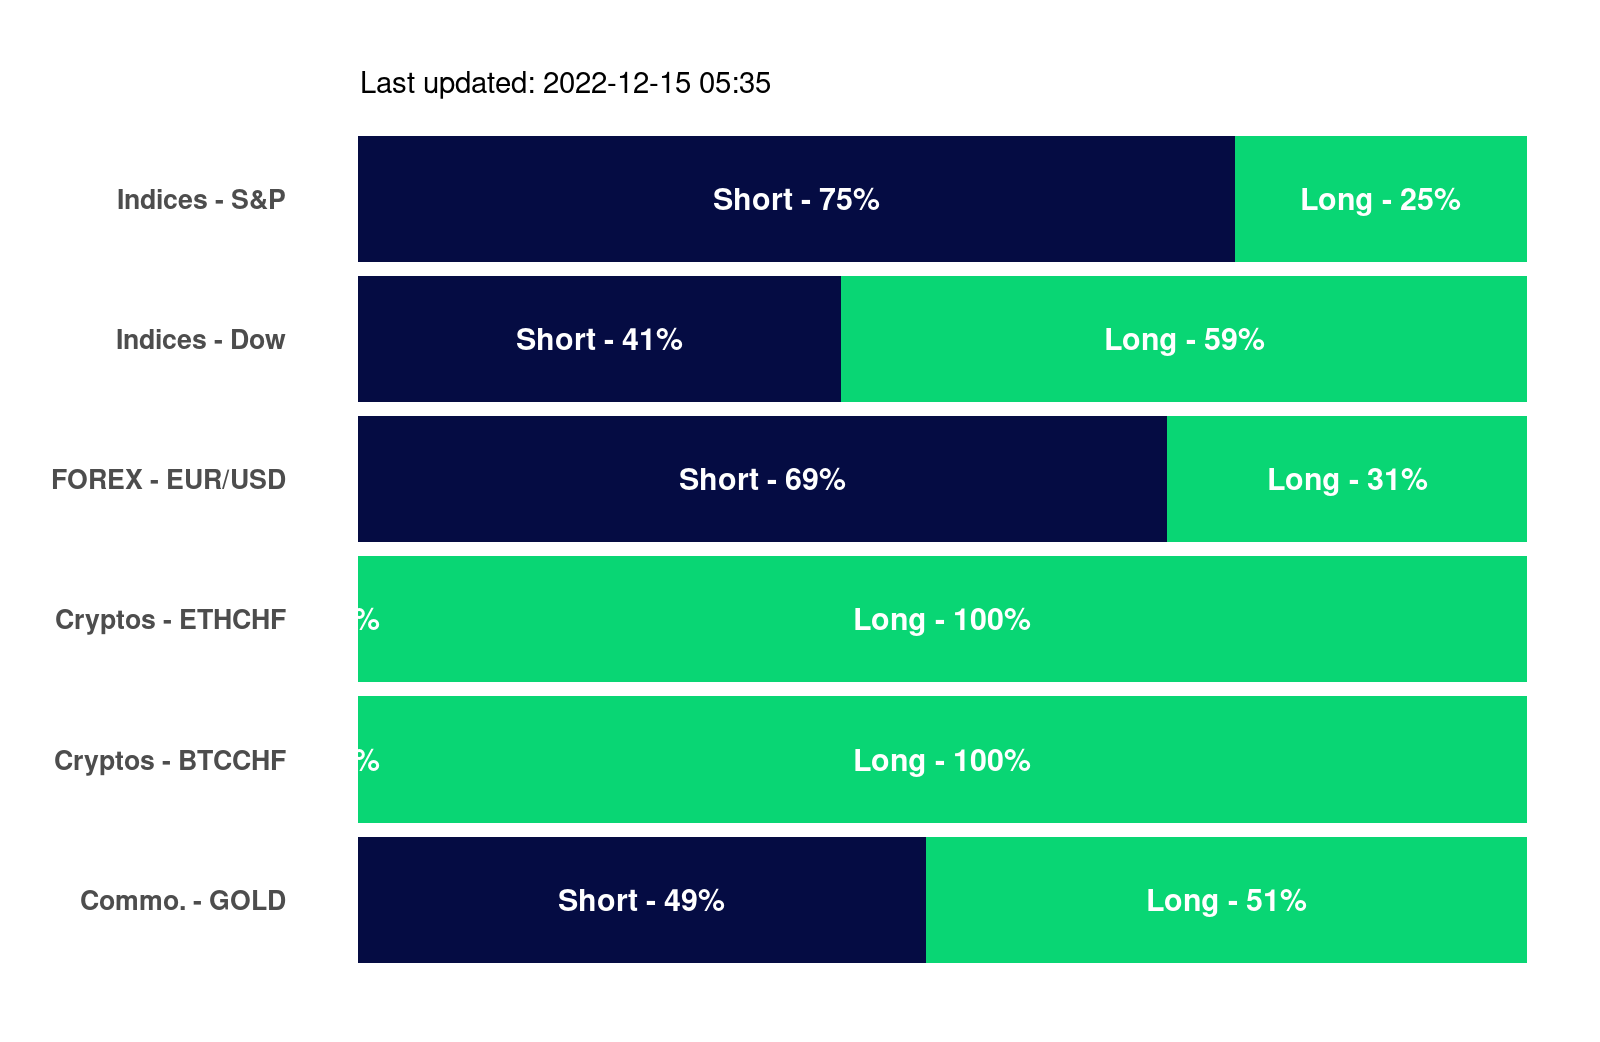 Last updated: 2022-12-15 05:35
Indices - S&P Short - 75% Long - 25%
Indices - Dow Short - 41% Long - 59%
FOREX - EUR/USD Short - 69% Long - 31%
Cryptos - ETHCHF % Long - 100%
Cryptos - BTCCHF % Long - 100%
Commo. - GOLD Short - 49% Long - 51%